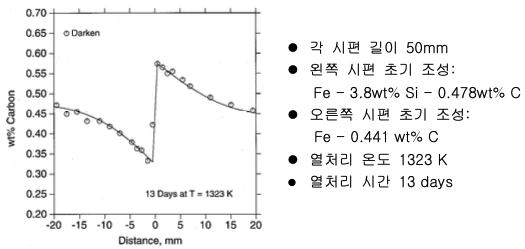 0.70
0.65
0.60
0.55
0.50
0.45
0.40
0.35
0.30
0.25
0.20
wt% Carbon
Darken
13 Days at T = 1323 K
-20 -15 -10 -5 0 5 10 15 20
Distance, mm
● 각 시편 길이 50mm
● 왼쪽 시편 초기 조성:
Fe - 3.8wt% Si - 0.478wt% C
● 오른쪽 시편 초기 조성:
Fe - 0.441 wt% C
● 열처리 온도 1323 K
● 열처리 시간 13 days